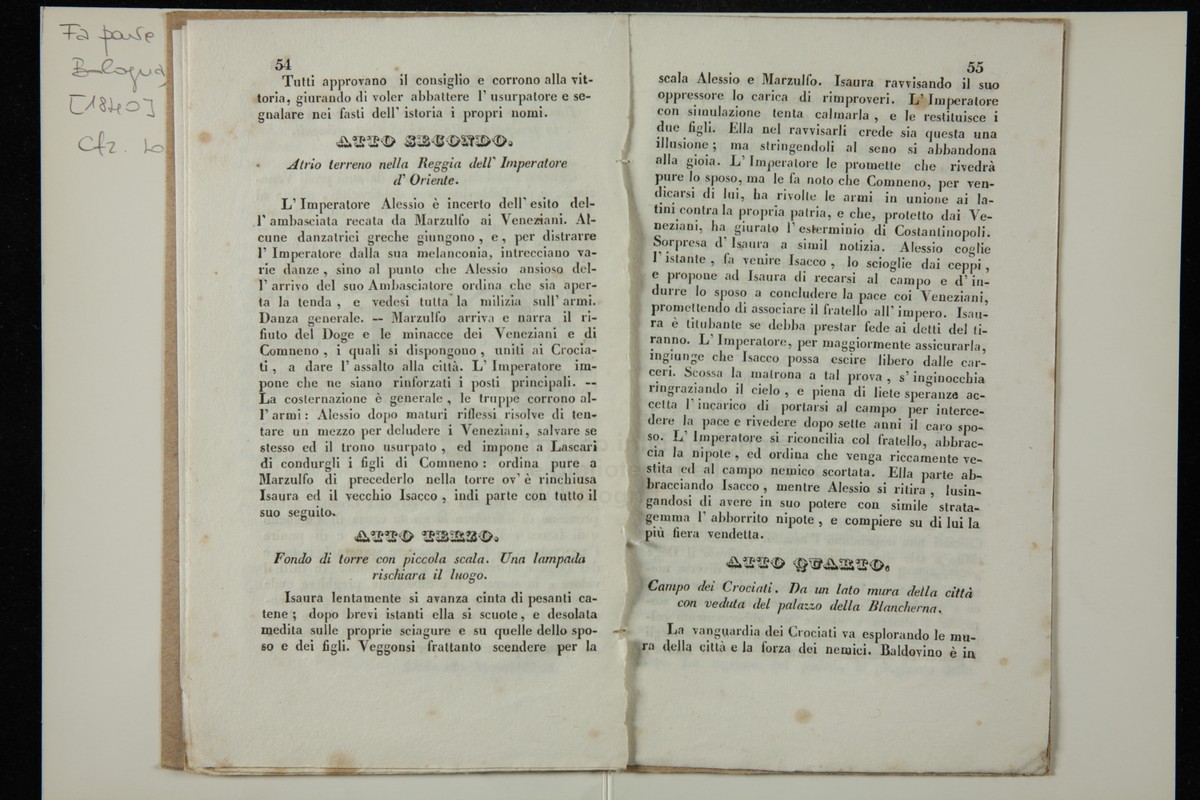 Fa parte
Bologna
[1840]
Cfr. lo
54
Tutti approvano il consiglio e corrono alla vit-
toria, giurando di voler abbattere l' usurpatore e se-
gnalare nei fasti dell' istoria i propri nomi.
ATTO SECONDO.
Atrio terreno nella Reggia dell' Imperatore
d' Oriente.
L' Imperatore Alessio è incerto dell' esito del-
l' ambasciata recata da Marzulfo ai Veneziani. Al-
cune danzatrici greche giungono, e, per distrarre
l' Imperatore dalla sua melanconia, intrecciano va-
rie danze, sino al punto che Alessio ansioso del-
l' arrivo del suo Ambasciatore ordina che sia aper-
ta la tenda, e vedesi tutta la milizia sull' armi.
Danza generale. -- Marzulfo arriva e narra il ri-
fiuto del Doge e le minacce dei Veneziani e di
Comneno, i quali si dispongono, uniti ai Crocia-
ti, a dare l' assalto alla città. L' Imperatore im-
pone che ne siano rinforzati i posti principali. --
La costernazione è generale, le truppe corrono al-
l' armi: Alessio dopo maturi riflessi risolve di ten-
tare un mezzo per deludere i Veneziani, salvare se
stesso ed il trono usurpato, ed impone a Lascari
di condurgli i figli di Comneno: ordina pure a
Marzulfo di precederlo nella torre ov' è rinchiusa
Isaura ed il vecchio Isacco, indi parte con tutto il
suo seguito.
ATTO TERZO.
Fondo di torre con piccola scala. Una lampada
rischiara il luogo.
Isaura lentamente si avanza cinta di pesanti ca-
tene; dopo brevi istanti ella si scuote, e desolata
medita sulle proprie sciagure e su quelle dello spo-
so e dei figli. Veggonsi frattanto scendere per la
55
scala Alessio e Marzulfo. Isaura ravvisando il suo
oppressore lo carica di rimproveri. L' Imperatore
con simulazione tenta calmarla, e le restituisce i
due figli. Ella nel ravvisarli crede sia questa una
illusione; ma stringendoli al seno si abbandona
alla gioia. L' Imperatore le promette che rivedrà
pure lo sposo, ma le fa noto che Comneno, per ven-
dicarsi di lui, ha rivolte le armi in unione ai la-
tini contra la propria patria, e che, protetto dai Ve-
neziani, ha giurato l' esterminio di Costantinopoli.
Sorpresa d' Isaura a simil notizia. Alessio coglie
l' istante, fa venire Isacco, lo scioglie dai ceppi,
e propone ad Isaura di recarsi al campo e d' in-
durre lo sposo a concludere la pace coi Veneziani,
promettendo di associare il fratello all' impero. Isau-
ra è titubante se debba prestar fede ai detti del ti-
ranno. L' Imperatore, per maggiormente assicurarla,
ingiunge che Isacco possa escire libero dalle car-
ceri. Scossa la matrona a tal prova, s' inginocchia
ringraziando il cielo, e piena di liete speranze ac-
cetta l' incarico di portarsi al campo per interce-
dere la pace e rivedere dopo sette anni il caro spo-
so. L' Imperatore si riconcilia col fratello, abbrac-
cia la nipote, ed ordina che venga riccamente ve-
stita ed al campo nemico scortata. Ella parte ab-
bracciando Isacco, mentre Alessio si ritira, lusin-
gandosi di avere in suo potere con simile strata-
gemma l' abborrito nipote, e compiere su di lui la
più fiera vendetta.
ATTO QUARTO.
Campo dei Crociati. Da un lato mura della città
con veduta del palazzo della Blancherna.
La vanguardia dei Crociati va esplorando le mu-
ra della città e la forza dei nemici. Baldovino è in